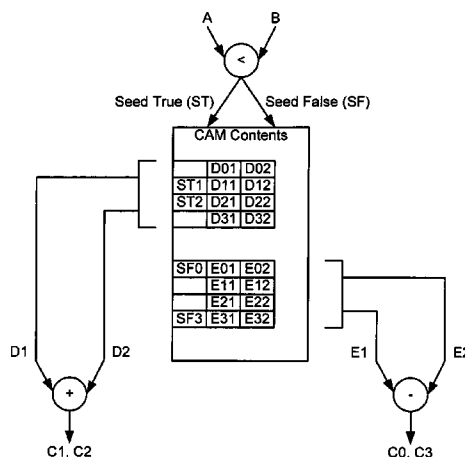 A B
<
Seed True (ST) Seed False (SF)
CAM Contents
D01 D02
ST1 D11 D12
ST2 D21 D22
D31 D32
SF0 E01 E02
E11 E12
E21 E22
SF3 E31 E32
D1 D2 E1 E2
+ -
C1, C2 C0, C3